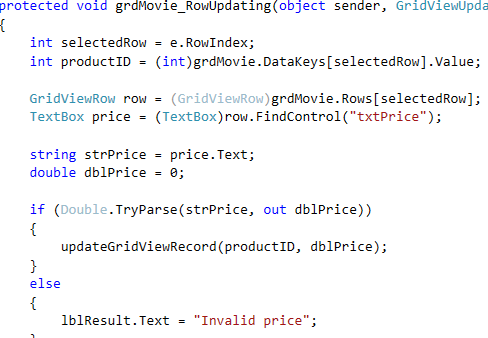 protected void grdMovie_RowUpdating(object sender, GridViewUpda
{
int selectedRow = e.RowIndex;
int productID = (int)grdMovie.DataKeys[selectedRow].Value;
GridViewRow row = (GridViewRow)grdMovie.Rows[selectedRow];
TextBox price = (TextBox)row.FindControl("txtPrice");
string strPrice = price.Text;
double dblPrice = 0;
if (Double.TryParse(strPrice, out dblPrice))
{
updateGridViewRecord(productID, dblPrice);
}
else
{
lblResult.Text = "Invalid price";